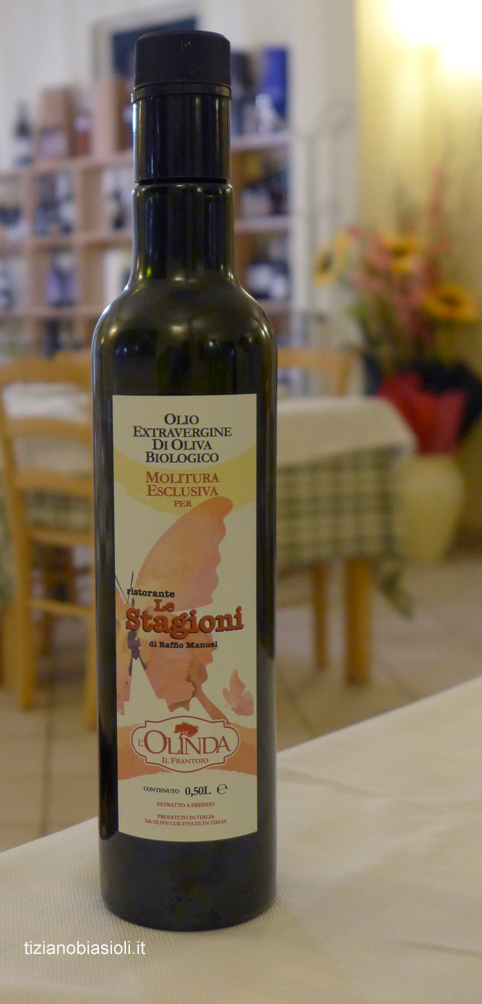 OLIO
EXTRAVERGINE
DI OLIVA
BIOLOGICO
MOLITURA
ESCLUSIVA
PER
ristorante
Le
Stagioni
di Raffio Manuel
L'OLINDA
IL FRANTOIO
CONTENUTO 0,50L ℮
ESTRATTO A FREDDO
PRODOTTO IN ITALIA
DA OLIVE COLTIVATE IN ITALIA
tizianobiasioli.it